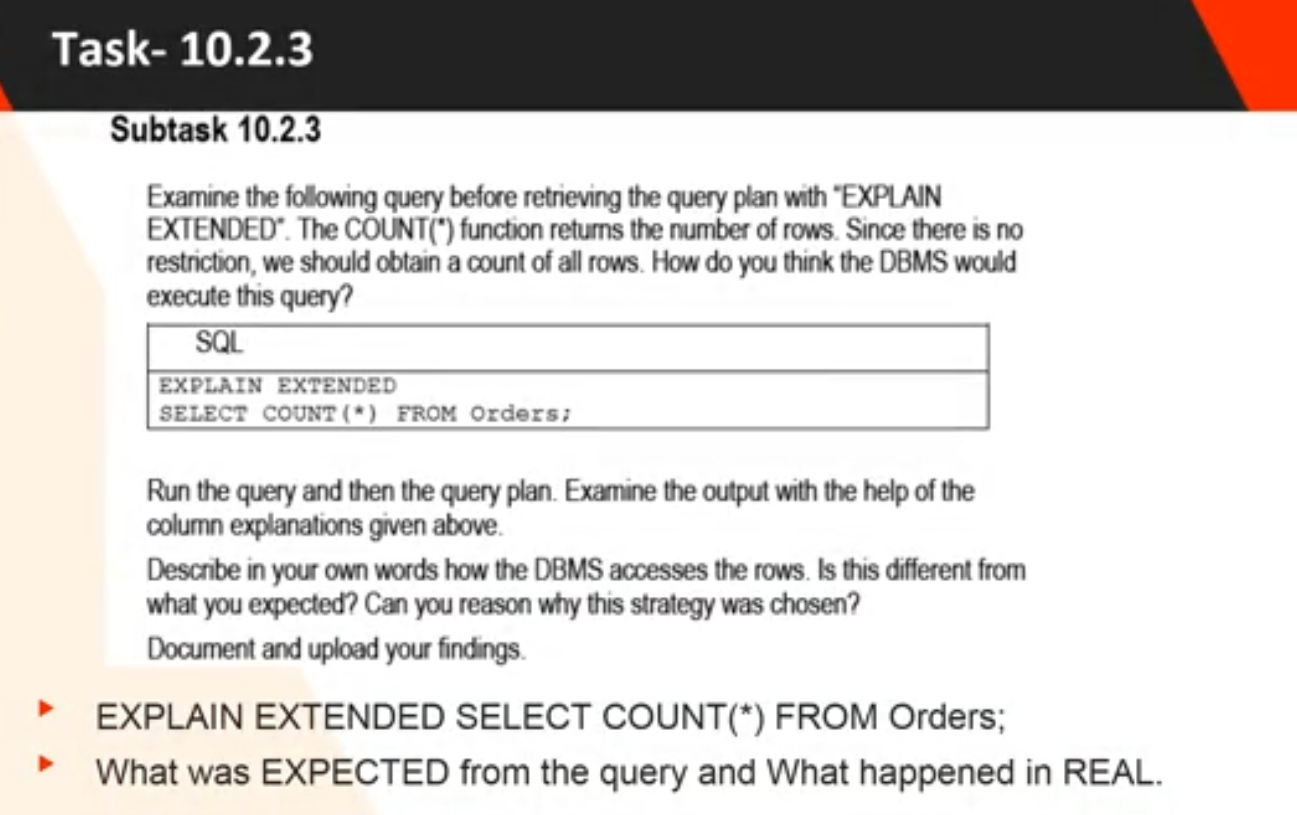 Task- 10.2.3
Subtask 10.2.3
Examine the following query before retrieving the query plan with "EXPLAIN
EXTENDED". The COUNT(*) function returns the number of rows. Since there is no
restriction, we should obtain a count of all rows. How do you think the DBMS would
execute this query?
SQL
EXPLAIN EXTENDED
SELECT COUNT(*) FROM Orders;
Run the query and then the query plan. Examine the output with the help of the
column explanations given above.
Describe in your own words how the DBMS accesses the rows. Is this different from
what you expected? Can you reason why this strategy was chosen?
Document and upload your findings.
EXPLAIN EXTENDED SELECT COUNT(*) FROM Orders;
What was EXPECTED from the query and What happened in REAL.